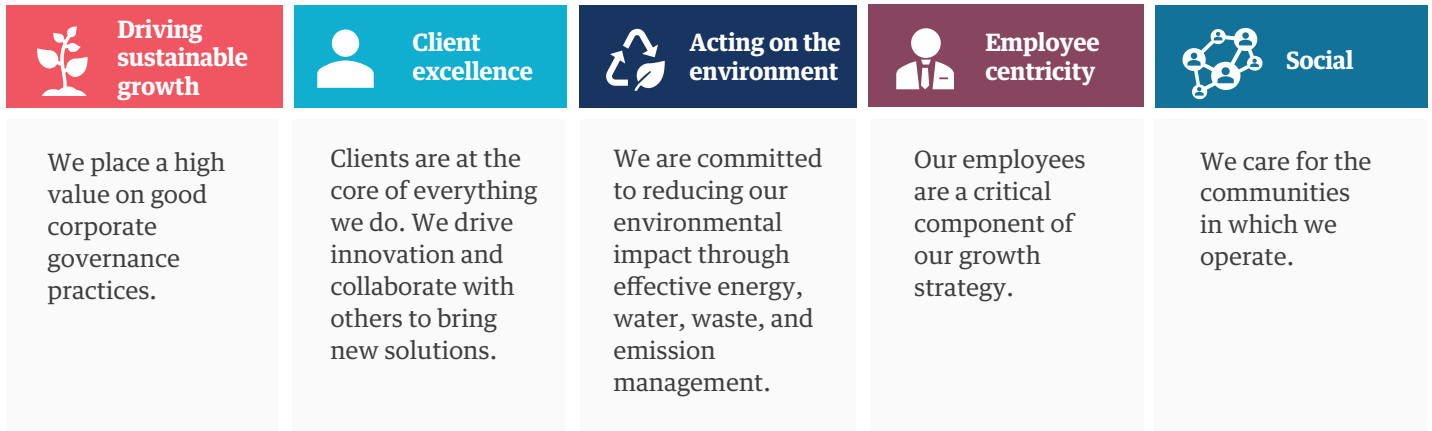 Driving
sustainable
growth
We place a high
value on good
corporate
governance
practices.
Client
excellence
Clients are at the
core of everything
we do. We drive
innovation and
collaborate with
others to bring
new solutions.
Acting on the
environment
We are committed
to reducing our
environmental
impact through
effective energy,
water, waste, and
emission
management.
Employee
centricity
Our employees
are a critical
component of
our growth
strategy.
Social
We care for the
communities
in which we
operate.